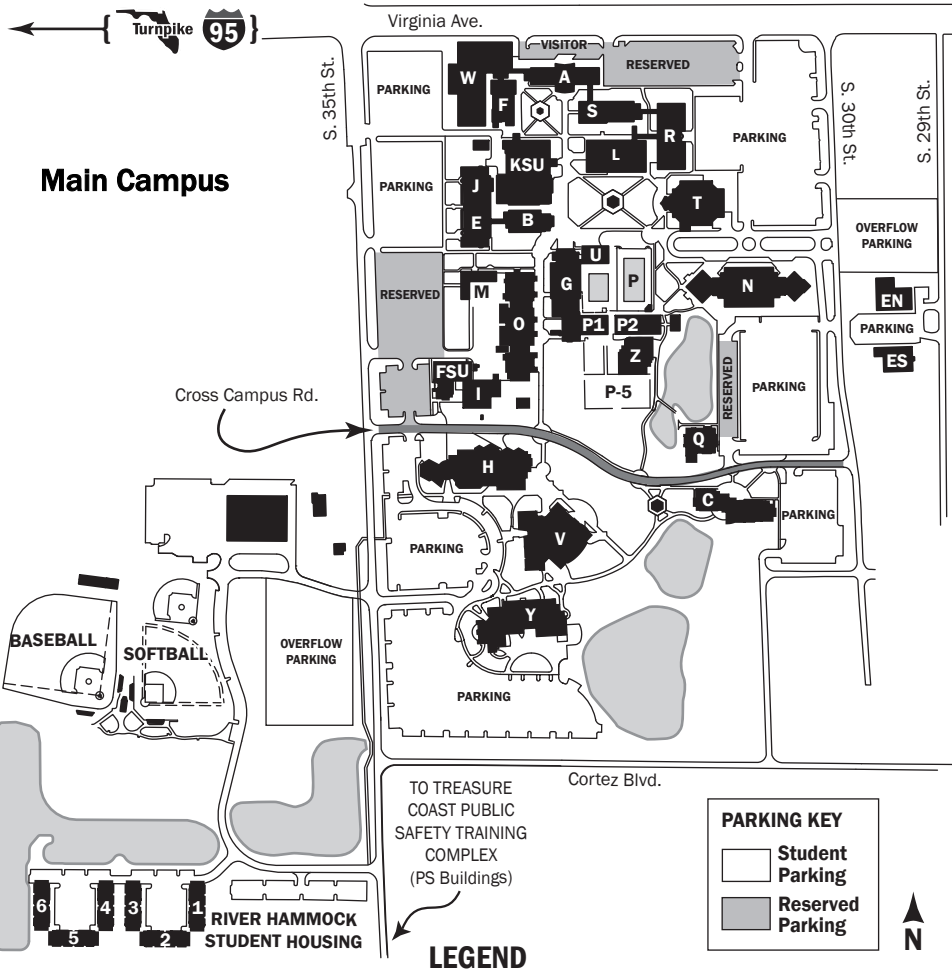 Virginia Ave.
Turnpike
95
VISITOR
RESERVED
S. 35th St.
S. 30th St.
S. 29th St.
W
A
F
S
R
L
PARKING
PARKING
Main Campus
PARKING
KSU
J
E
B
T
OVERFLOW
PARKING
RESERVED
M
O
G
U
P
P1
P2
Z
P-5
N
EN
PARKING
ES
FSU
I
RESERVED
PARKING
Cross Campus Rd.
Q
H
C
PARKING
V
PARKING
Y
BASEBALL
SOFTBALL
OVERFLOW
PARKING
PARKING
Cortez Blvd.
TO TREASURE
COAST PUBLIC
SAFETY TRAINING
COMPLEX
(PS Buildings)
PARKING KEY
Student
Parking
Reserved
Parking
N
6
5
4
3
2
1
RIVER HAMMOCK
STUDENT HOUSING
LEGEND